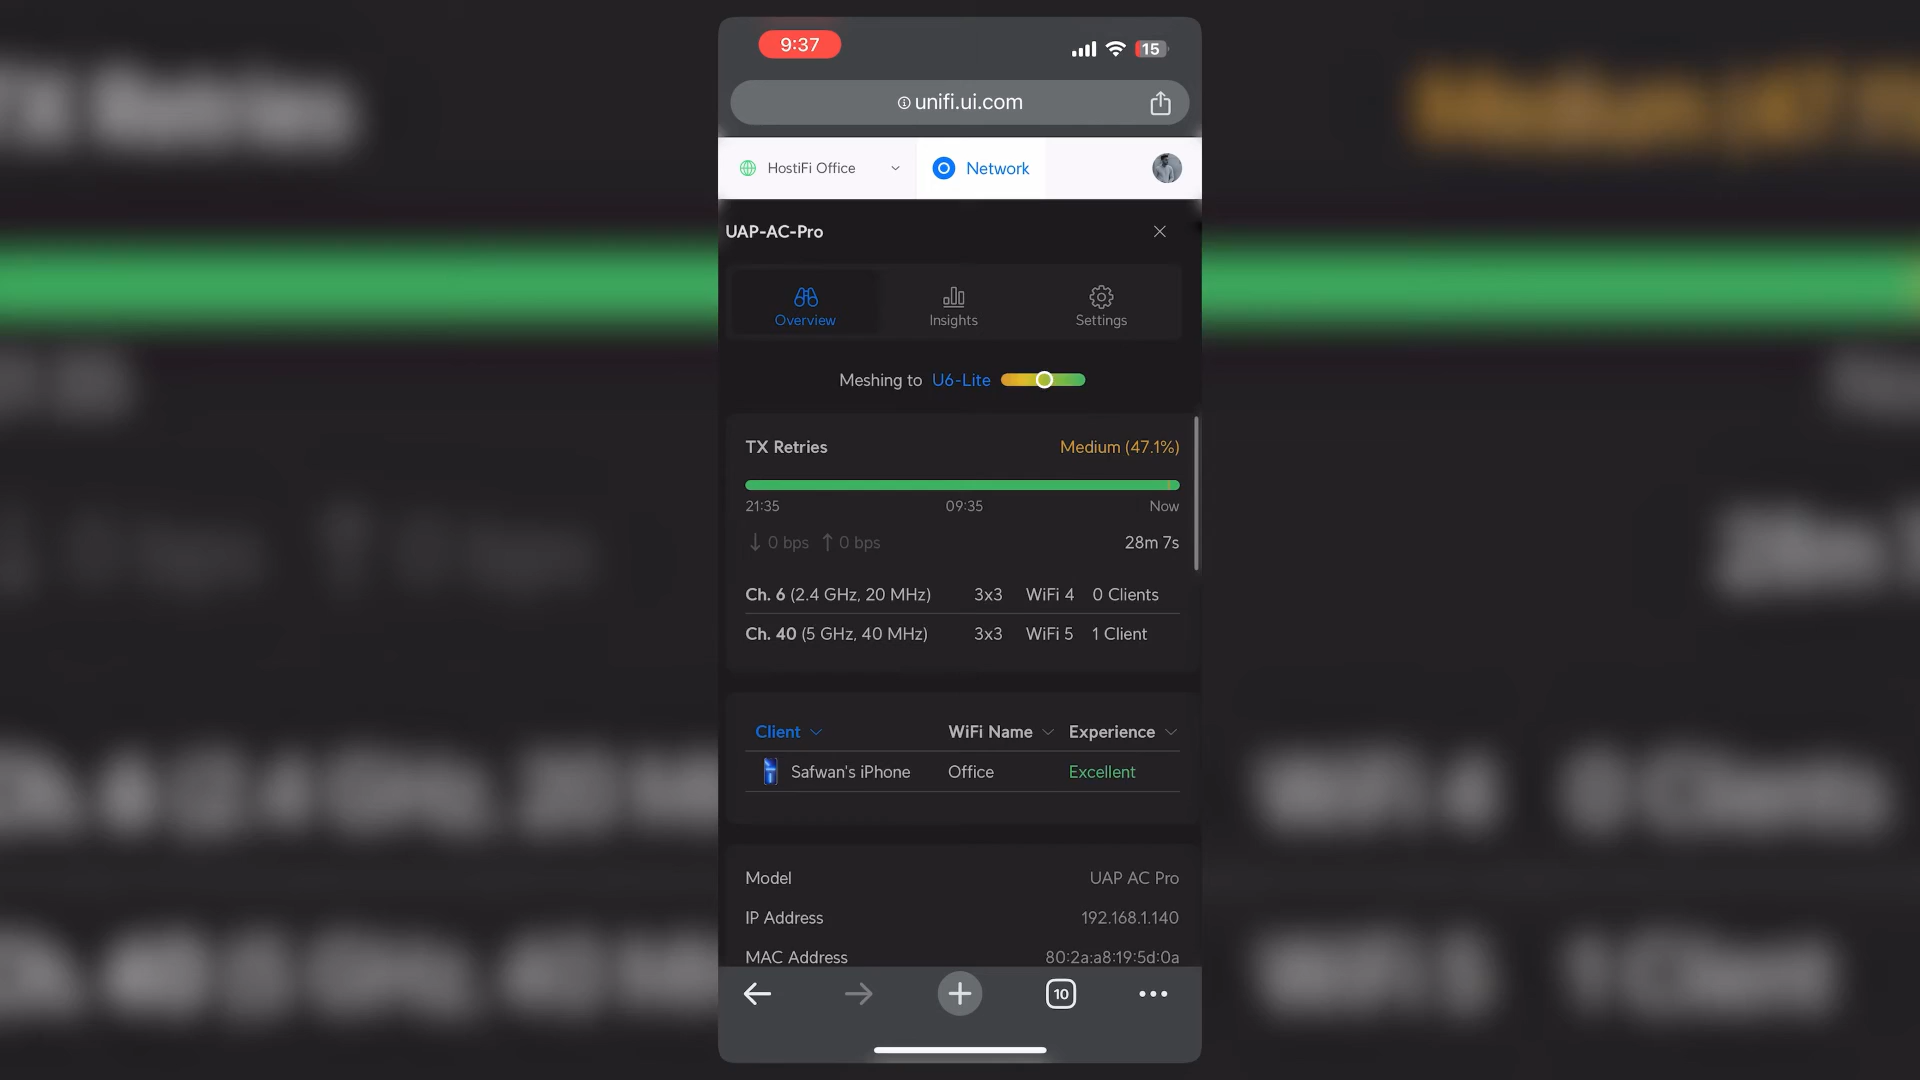 9:37
15
unifi.ui.com
HostiFi Office
Network
UAP-AC-Pro
Overview
Insights
Settings
Meshing to U6-Lite
TX Retries Medium (47.1%)
21:35 09:35 Now
0 bps 0 bps 28m 7s
Ch. 6 (2.4 GHz, 20 MHz) 3x3 WiFi 4 0 Clients
Ch. 40 (5 GHz, 40 MHz) 3x3 WiFi 5 1 Client
Client WiFi Name Experience
Safwan's iPhone Office Excellent
Model UAP AC Pro
IP Address 192.168.1.140
MAC Address 80:2a:a8:19:5d:0a
10